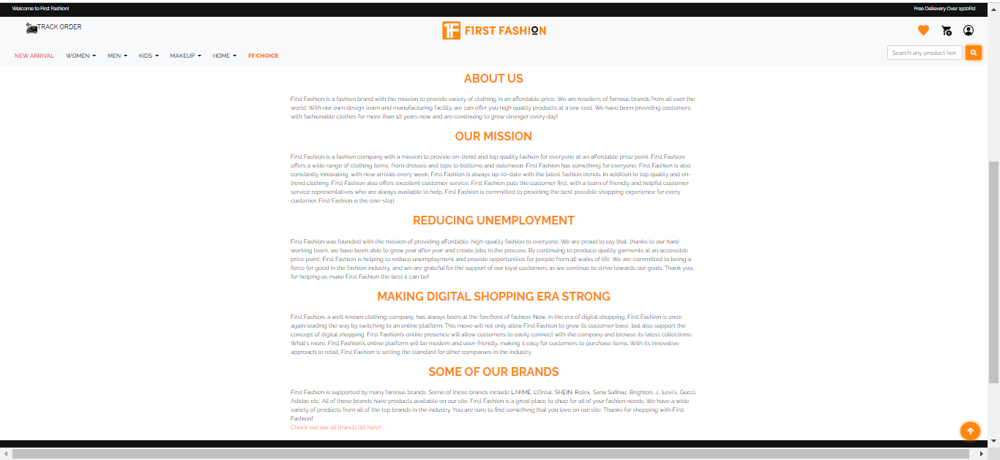 Welcome to First Fashion!
Free Delievery Over 1500Rs!
TRACK ORDER
1F FIRST FASHION
0
NEW ARRIVAL WOMEN MEN KIDS MAKEUP HOME FF CHOICE
Search any product here
ABOUT US
First Fashion is a fashion brand with the mission to provide variety of clothing in an affordable price. We are resellers of famous brands from all over the
world. With our own design team and manufacturing facility, we can offer you high quality products at a low cost. We have been providing customers
with fashionable clothes for more than 10 years now and are continuing to grow stronger every day!
OUR MISSION
First Fashion is a fashion company with a mission to provide on-trend and top quality fashion for everyone at an affordable price point. First Fashion
offers a wide range of clothing items, from dresses and tops to bottoms and outerwear, First Fashion has something for everyone. First Fashion is also
constantly innovating, with new arrivals every week, First Fashion is always up-to-date with the latest fashion trends. In addition to top quality and on-
trend clothing, First Fashion also offers excellent customer service. First Fashion puts the customer first, with a team of friendly and helpful customer
service representatives who are always available to help. First Fashion is committed to providing the best possible shopping experience for every
customer. First Fashion is the one-stop
REDUCING UNEMPLOYMENT
First Fashion was founded with the mission of providing affordable, high-quality fashion to everyone. We are proud to say that, thanks to our hard-
working team, we have been able to grow year after year and create jobs in the process. By continuing to produce quality garments at an accessible
price point, First Fashion is helping to reduce unemployment and provide opportunities for people from all walks of life. We are committed to being a
force for good in the fashion industry, and we are grateful for the support of our loyal customers as we continue to strive towards our goals. Thank you
for helping us make First Fashion the best it can be!
MAKING DIGITAL SHOPPING ERA STRONG
First Fashion, a well-known clothing company, has always been at the forefront of fashion. Now, in the era of digital shopping, First Fashion is once
again leading the way by switching to an online platform. This move will not only allow First Fashion to grow its customer base, but also support the
concept of digital shopping. First Fashion's online presence will allow customers to easily connect with the company and browse its latest collections.
What's more, First Fashion's online platform will be modern and user-friendly, making it easy for customers to purchase items. With its innovative
approach to retail, First Fashion is setting the standard for other companies in the industry.
SOME OF OUR BRANDS
First Fashion is supported by many famous brands. Some of these brands include LAKMÉ, L'Oréal, SHEIN, Rolex, Sana Safinaz, Brighton, J., Levi's, Gucci,
Adidas etc. All of these brands have products available on our site. First Fashion is a great place to shop for all of your fashion needs. We have a wide
variety of products from all of the top brands in the industry. You are sure to find something that you love on our site. Thanks for shopping with First
Fashion!
Check out our all brands list here!